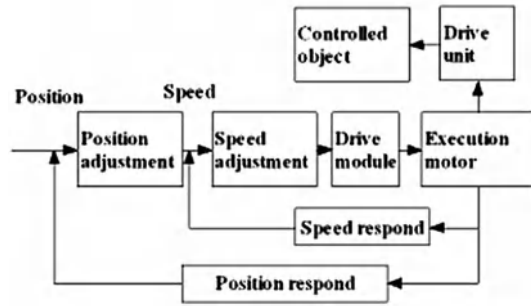 Controlled
object
Drive
unit
Position
Speed
Position
adjustment
Speed
adjustment
Drive
module
Execution
motor
Speed respond
Position respond